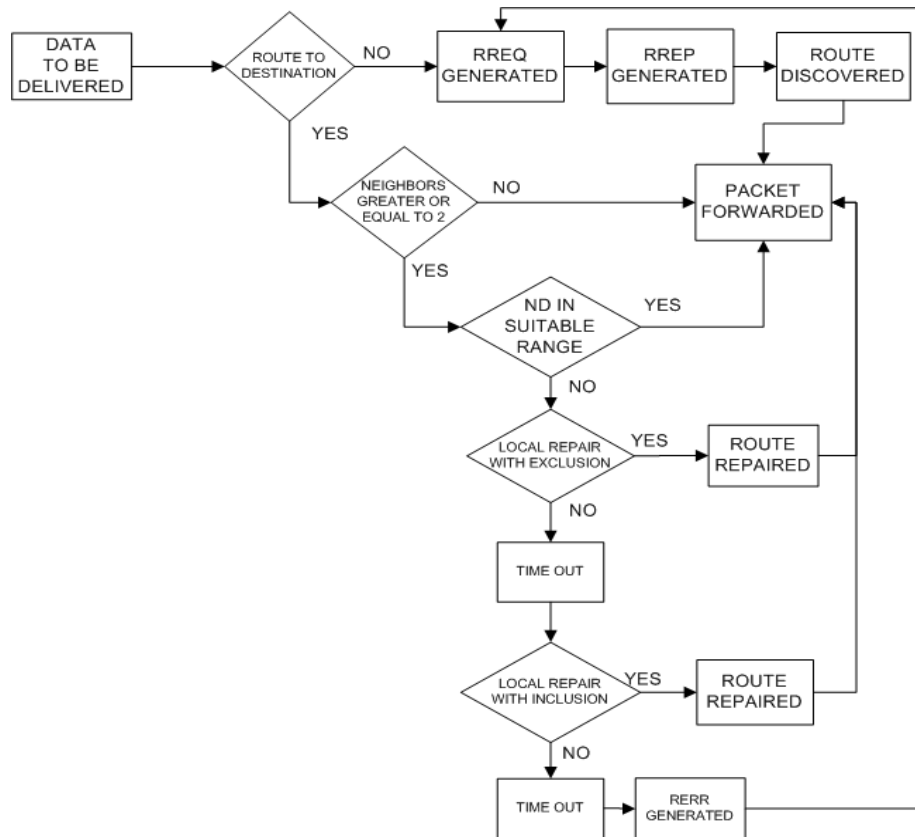 DATA
TO BE
DELIVERED
ROUTE TO
DESTINATION
NO
RREQ
GENERATED
RREP
GENERATED
ROUTE
DISCOVERED
YES
NEIGHBORS
GREATER OR
EQUAL TO 2
NO
PACKET
FORWARDED
YES
ND IN
SUITABLE
RANGE
YES
NO
LOCAL REPAIR
WITH EXCLUSION
YES
ROUTE
REPAIRED
NO
TIME OUT
LOCAL REPAIR
WITH INCLUSION
YES
ROUTE
REPAIRED
NO
TIME OUT
RERR
GENERATED